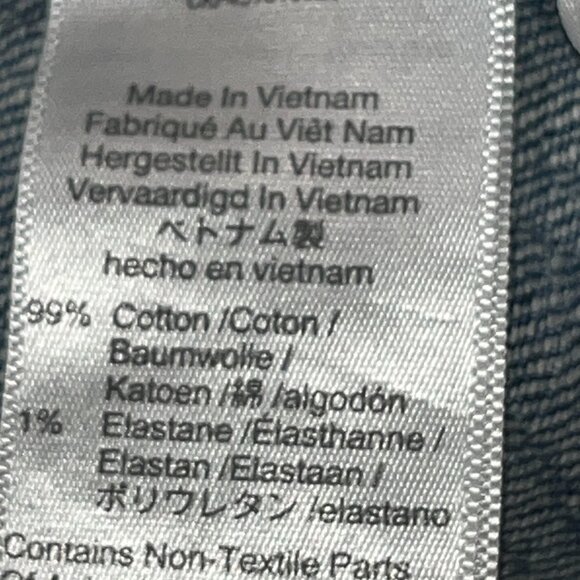 Made In Vietnam
Fabriqué Au Việt Nam
Hergestellt In Vietnam
Vervaardigd In Vietnam
ベトナム製
hecho en vietnam
99% Cotton /Coton /
Baumwolle /
Katoen /綿 /algodón
1% Elastane /Élasthanne /
Elastan /Elastaan /
ポリウレタン /elastano
Contains Non-Textile Parts